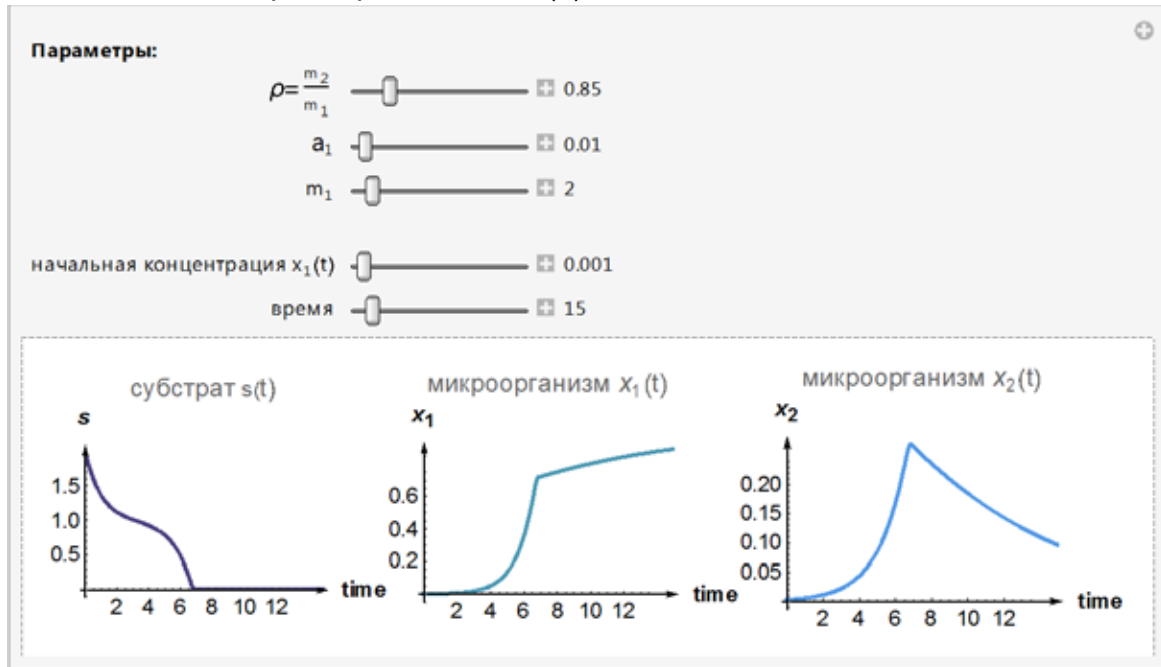 Параметры:
ρ=m₂/m₁ 0.85
a₁ 0.01
m₁ 2
начальная концентрация x₁(t) 0.001
время 15
субстрат s(t)
s
1.5
1.0
0.5
2 4 6 8 10 12
time
микроорганизм x₁(t)
x₁
0.6
0.4
0.2
2 4 6 8 10 12
time
микроорганизм x₂(t)
x₂
0.20
0.15
0.10
0.05
2 4 6 8 10 12
time